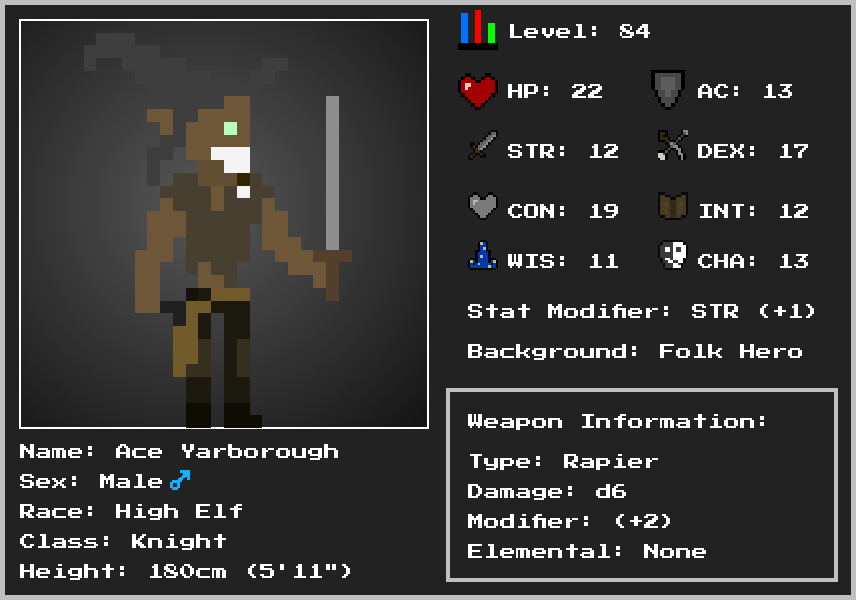 Level: 84
HP: 22
AC: 13
STR: 12
DEX: 17
CON: 19
INT: 12
WIS: 11
CHA: 13
Stat Modifier: STR (+1)
Background: Folk Hero
Name: Ace Yarborough
Sex: Male♂
Race: High Elf
Class: Knight
Height: 180cm (5'11")
Weapon Information:
Type: Rapier
Damage: d6
Modifier: (+2)
Elemental: None